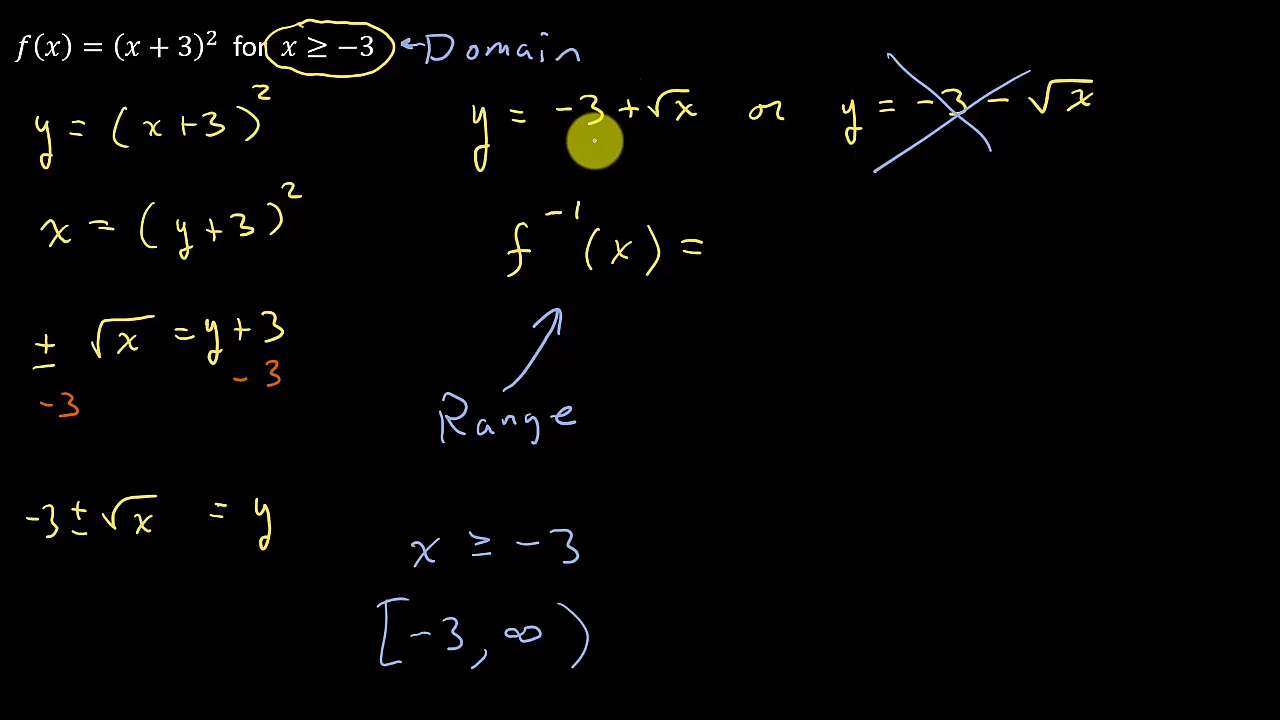 f(x) = (x + 3)² for x ≥ −3 ← Domain
y = (x + 3)²
x = (y + 3)²
± √x = y + 3
-3 - 3
-3 ± √x = y
y = -3 + √x or y = -3 - √x
f⁻¹(x) =
Range
x ≥ -3
[-3, ∞)